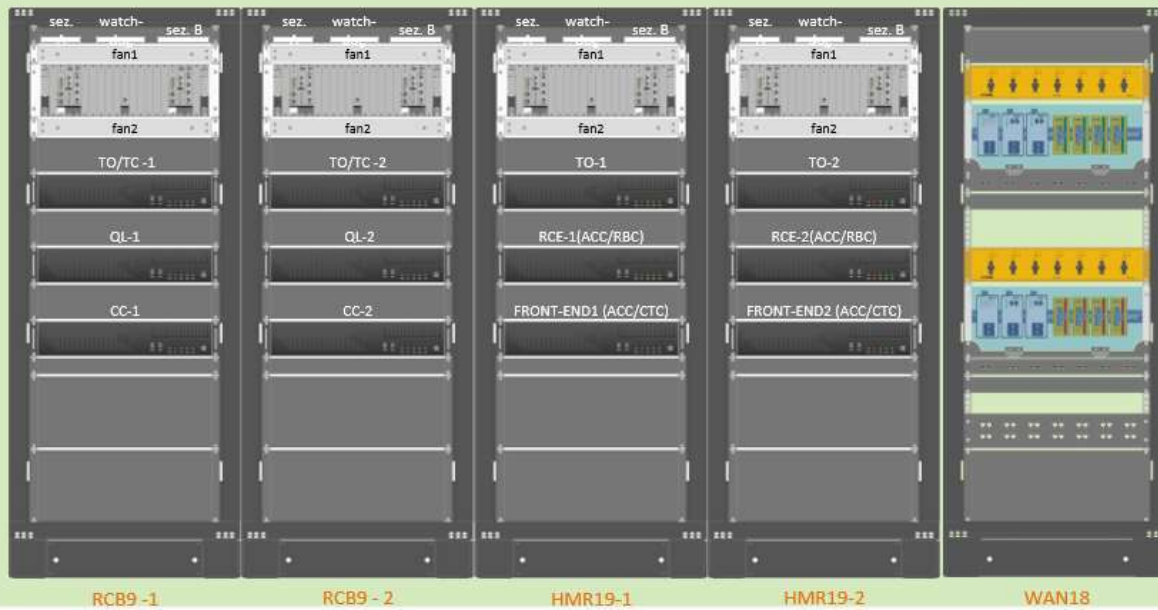 sez. watch- sez. B
fan1
fan2
TO/TC -1
QL-1
CC-1
RCB9 -1
sez. watch- sez. B
fan1
fan2
TO/TC -2
QL-2
CC-2
RCB9 - 2
sez. watch- sez. B
fan1
fan2
TO-1
RCE-1(ACC/RBC)
FRONT-END1 (ACC/CTC)
HMR19-1
sez. watch- sez. B
fan1
fan2
TO-2
RCE-2(ACC/RBC)
FRONT-END2 (ACC/CTC)
HMR19-2
WAN18